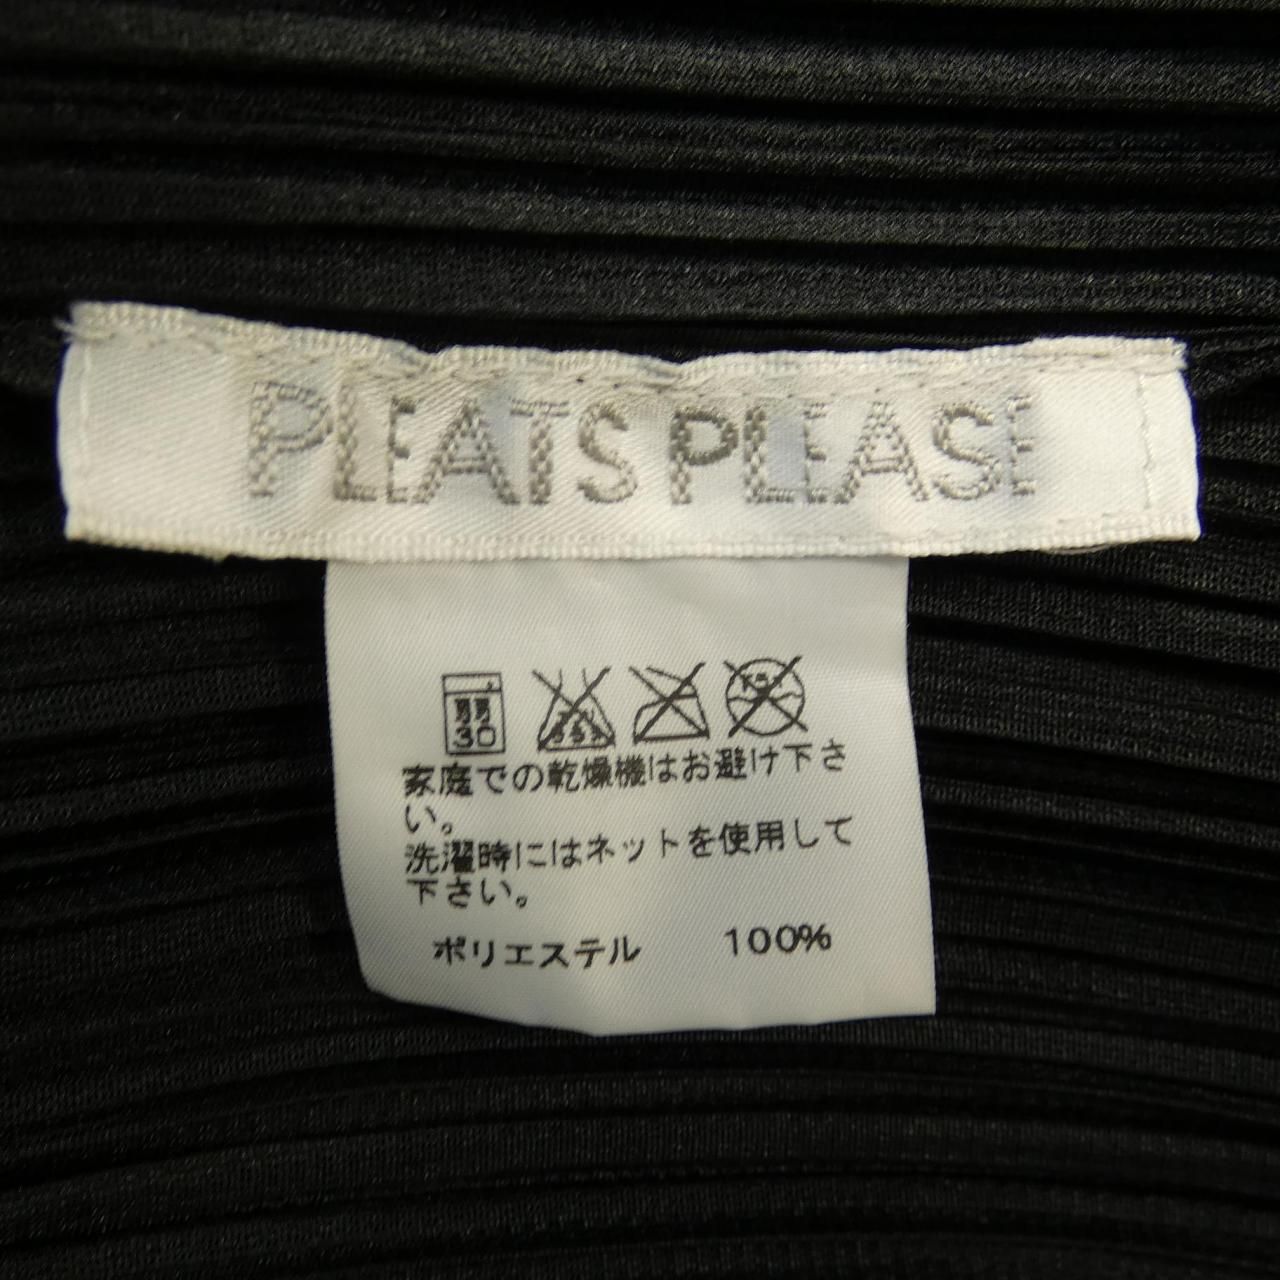 PLEATS PLEASE
30
家庭での乾燥機はお避け下さ
い。
洗濯時にはネットを使用して
下さい。
ポリエステル 100%